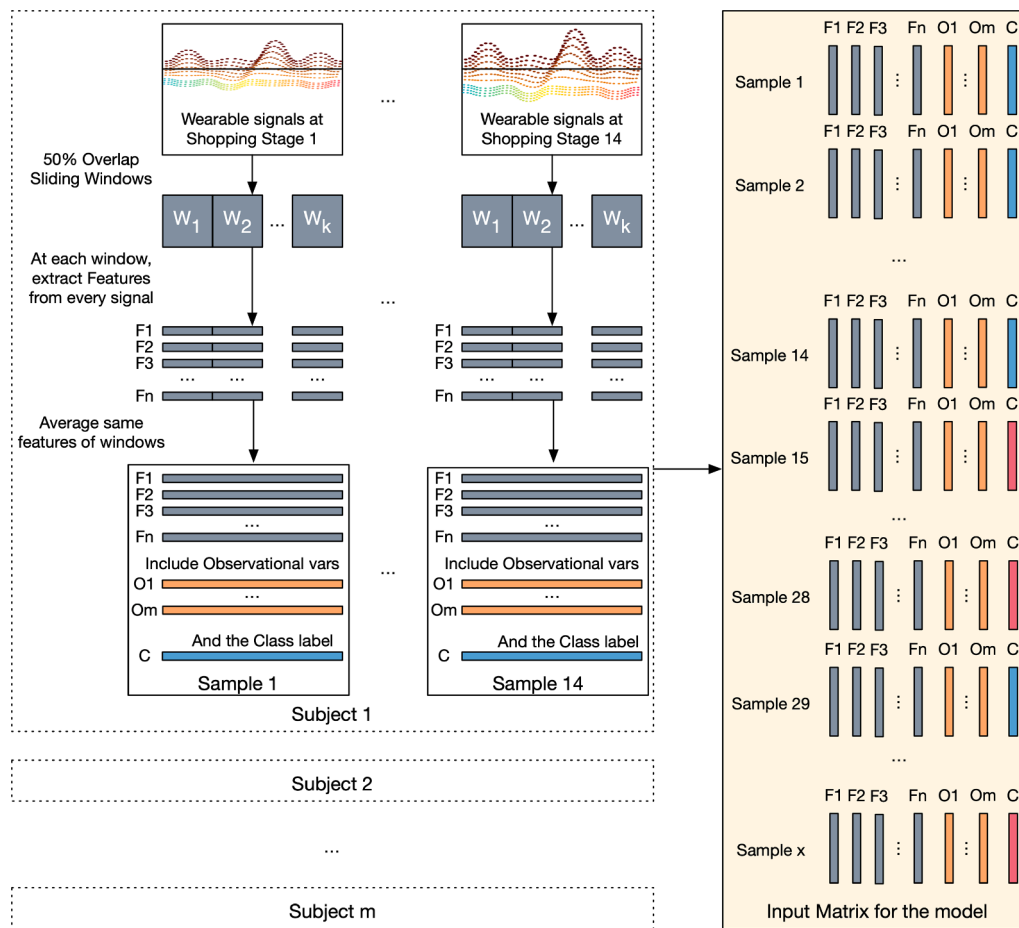 Wearable signals at
Shopping Stage 1
...
Wearable signals at
Shopping Stage 14
50% Overlap
Sliding Windows
W1 W2 ... Wk
W1 W2 ... Wk
At each window,
extract Features
from every signal
...
F1
F2
F3
... ... ...
Fn
F1
F2
F3
... ... ...
Fn
Average same
features of windows
F1
F2
F3
...
Fn
Include Observational vars
O1
...
Om
And the Class label
C
Sample 1
...
F1
F2
F3
...
Fn
Include Observational vars
O1
...
Om
And the Class label
C
Sample 14
Subject 1
Subject 2
...
Subject m
F1 F2 F3 Fn O1 Om C
Sample 1 ... ...
F1 F2 F3 Fn O1 Om C
Sample 2 ... ...
...
F1 F2 F3 Fn O1 Om C
Sample 14 ... ...
F1 F2 F3 Fn O1 Om C
Sample 15 ... ...
...
F1 F2 F3 Fn O1 Om C
Sample 28 ... ...
F1 F2 F3 Fn O1 Om C
Sample 29 ... ...
...
F1 F2 F3 Fn O1 Om C
Sample x ... ...
Input Matrix for the model